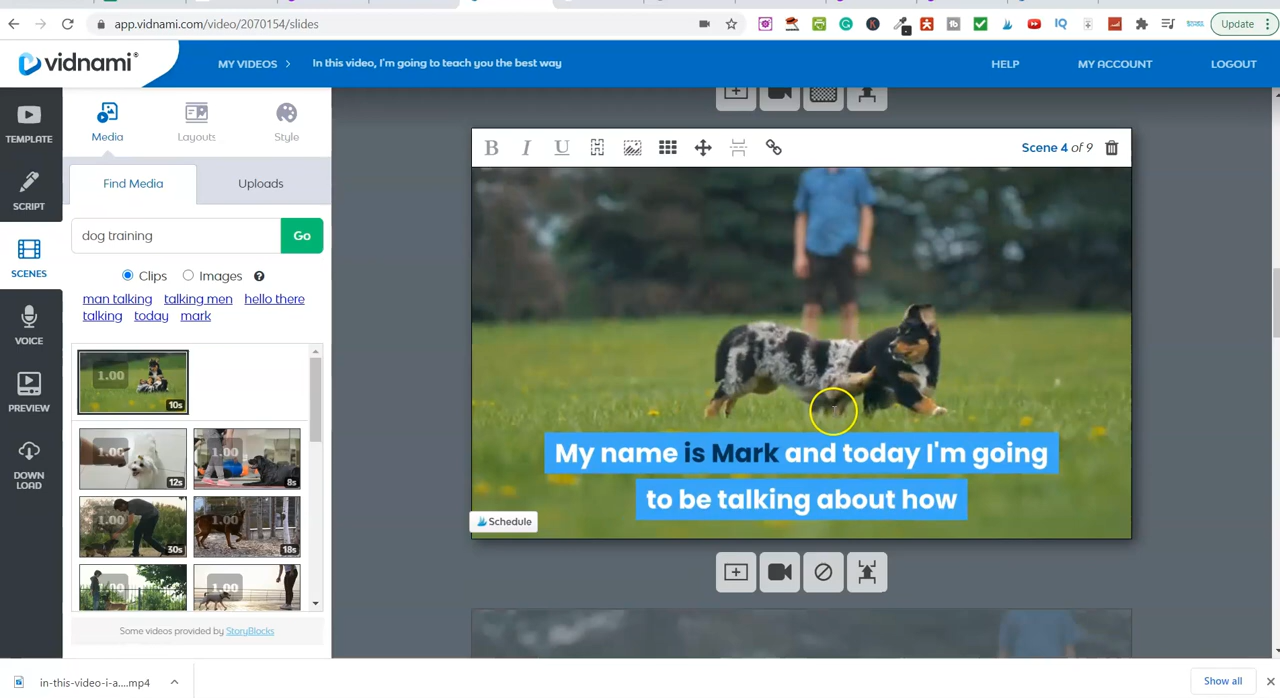 app.vidnami.com/video/2070154/slides
Update
vidnami
MY VIDEOS
In this video, I'm going to teach you the best way
HELP
MY ACCOUNT
LOGOUT
TEMPLATE
SCRIPT
SCENES
VOICE
PREVIEW
DOWN
LOAD
Media
Layouts
Style
Find Media
Uploads
dog training
Go
Clips
Images
man talking
talking men
hello there
talking
today
mark
1.00
10s
1.00
12s
1.00
8s
1.00
30s
1.00
18s
1.00
1.00
Some videos provided by StoryBlocks
B I U H
Scene 4 of 9
My name is Mark and today I'm going
to be talking about how
Schedule
in-this-video-i-a....mp4
Show all